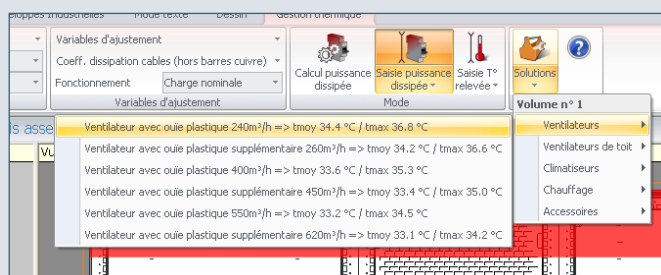 eloppes Industrielles Mode texte Dessin Gestion thermique
Variables d'ajustement
Coeff. dissipation cables (hors barres cuivre)
Fonctionnement Charge nominale
Variables d'ajustement
Calcul puissance dissipée
Saisie puissance dissipée
Saisie T° relevée
Mode
Solutions
Volume n° 1
Ventilateurs
Ventilateurs de toit
Climatiseurs
Chauffage
Accessoires
is asse
Vu
Ventilateur avec ouïe plastique 240m³/h => tmoy 34.4 °C / tmax 36.8 °C
Ventilateur avec ouïe plastique supplémentaire 260m³/h => tmoy 34.2 °C / tmax 36.6 °C
Ventilateur avec ouïe plastique 400m³/h => tmoy 33.6 °C / tmax 35.3 °C
Ventilateur avec ouïe plastique supplémentaire 450m³/h => tmoy 33.4 °C / tmax 35.0 °C
Ventilateur avec ouïe plastique 550m³/h => tmoy 33.2 °C / tmax 34.5 °C
Ventilateur avec ouïe plastique supplémentaire 620m³/h => tmoy 33.1 °C / tmax 34.2 °C